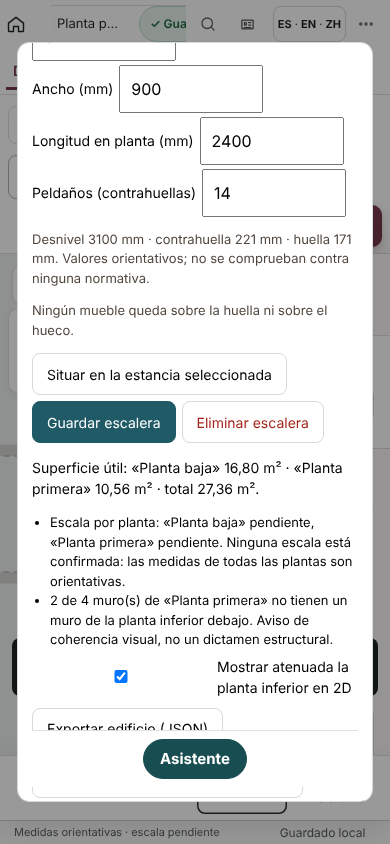 Planta p...
✓ Gua
ES · EN · ZH
Ancho (mm)
900
Longitud en planta (mm)
2400
Peldaños (contrahuellas)
14
Desnivel 3100 mm · contrahuella 221 mm · huella 171
mm. Valores orientativos; no se comprueban contra
ninguna normativa.
Ningún mueble queda sobre la huella ni sobre el
hueco.
Situar en la estancia seleccionada
Guardar escalera
Eliminar escalera
Superficie útil: «Planta baja» 16,80 m² · «Planta
primera» 10,56 m² · total 27,36 m².
• Escala por planta: «Planta baja» pendiente,
«Planta primera» pendiente. Ninguna escala está
confirmada: las medidas de todas las plantas son
orientativas.
• 2 de 4 muro(s) de «Planta primera» no tienen un
muro de la planta inferior debajo. Aviso de
coherencia visual, no un dictamen estructural.
Mostrar atenuada la
planta inferior en 2D
Exportar edificio (JSON)
Asistente
Medidas orientativas · escala pendiente
Guardado local